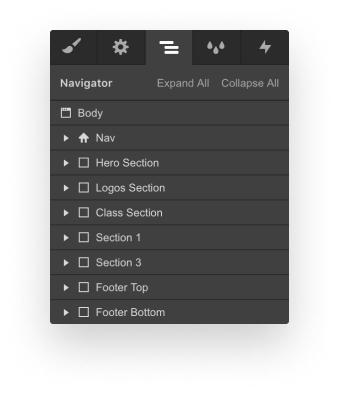 Navigator Expand All Collapse All
Body
Nav
Hero Section
Logos Section
Class Section
Section 1
Section 3
Footer Top
Footer Bottom